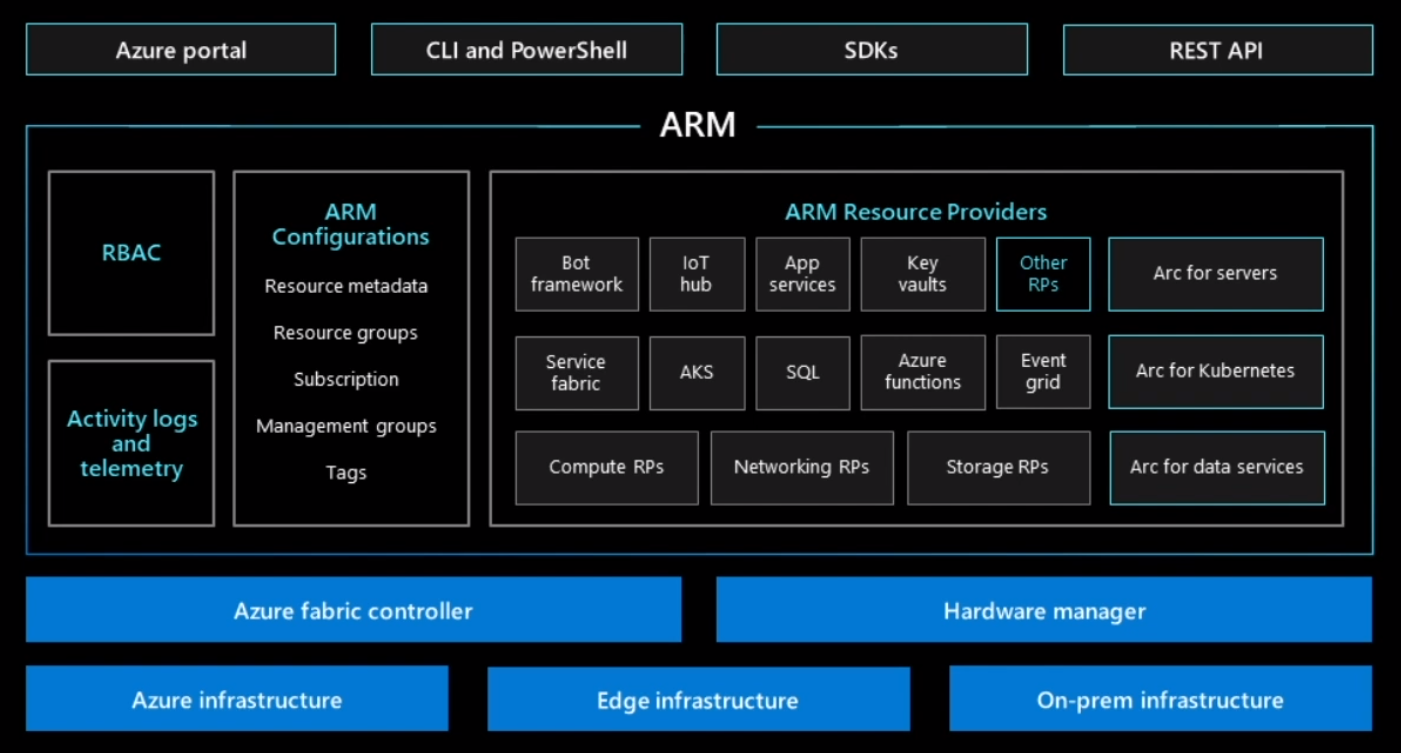 Azure portal
CLI and PowerShell
SDKs
REST API
ARM
RBAC
Activity logs
and
telemetry
ARM
Configurations
Resource metadata
Resource groups
Subscription
Management groups
Tags
ARM Resource Providers
Bot
framework
IoT
hub
App
services
Key
vaults
Other
RPs
Arc for servers
Service
fabric
AKS
SQL
Azure
functions
Event
grid
Arc for Kubernetes
Compute RPs
Networking RPs
Storage RPs
Arc for data services
Azure fabric controller
Hardware manager
Azure infrastructure
Edge infrastructure
On-prem infrastructure